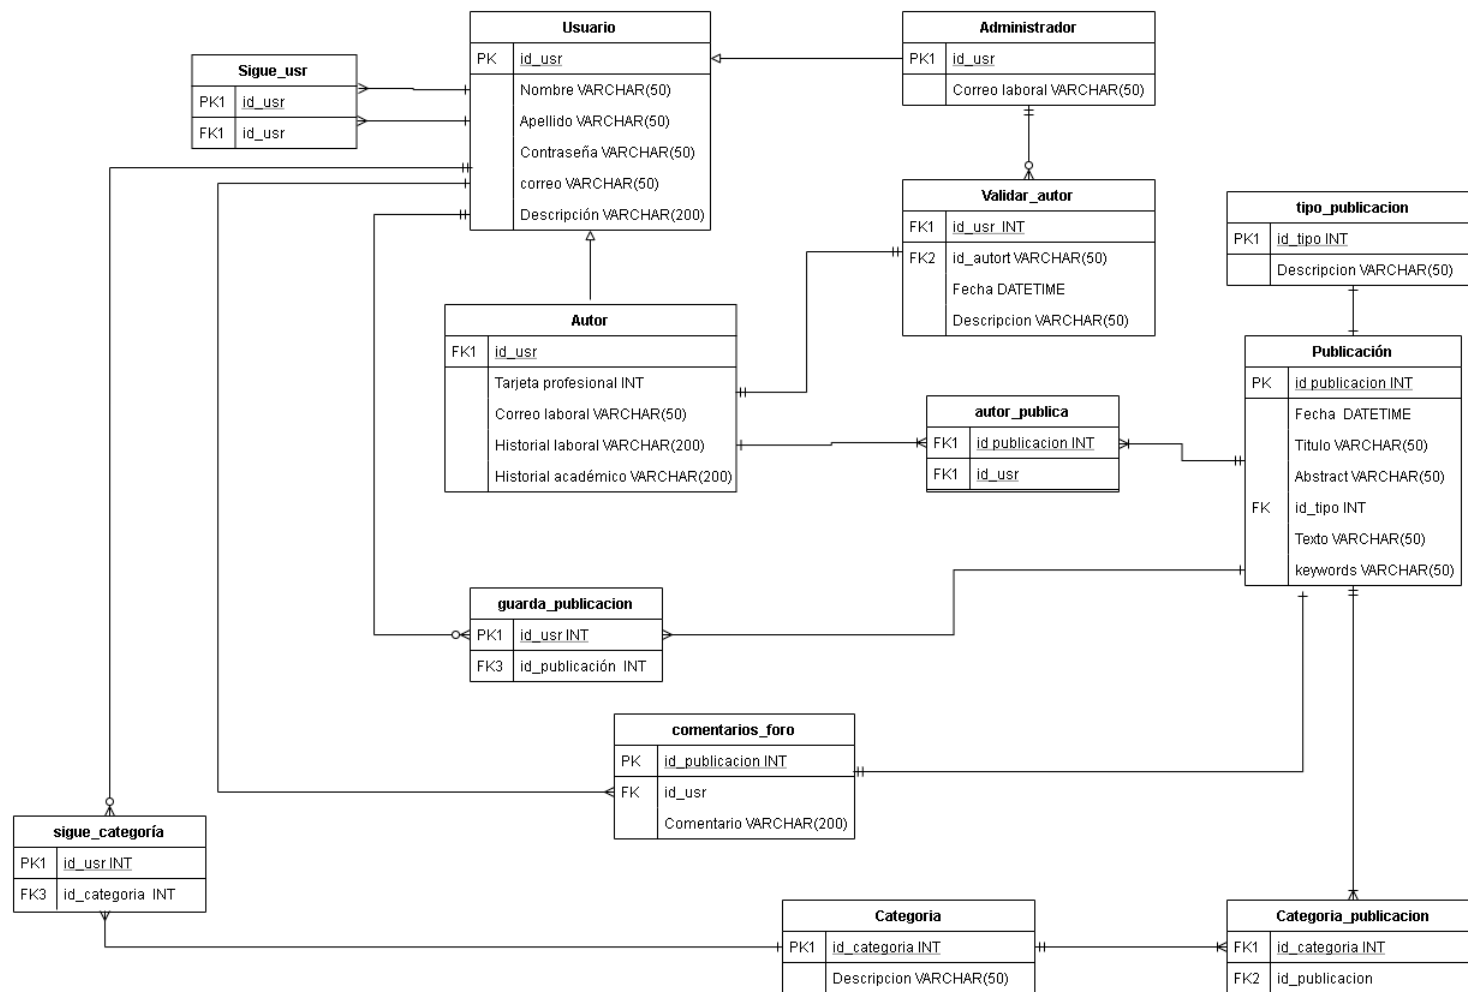 Usuario
PK id_usr
Nombre VARCHAR(50)
Apellido VARCHAR(50)
Contraseña VARCHAR(50)
correo VARCHAR(50)
Descripción VARCHAR(200)
Administrador
PK1 id_usr
Correo laboral VARCHAR(50)
Sigue_usr
PK1 id_usr
FK1 id_usr
Validar_autor
FK1 id_usr INT
FK2 id_autort VARCHAR(50)
Fecha DATETIME
Descripcion VARCHAR(50)
tipo_publicacion
PK1 id_tipo INT
Descripcion VARCHAR(50)
Autor
FK1 id_usr
Tarjeta profesional INT
Correo laboral VARCHAR(50)
Historial laboral VARCHAR(200)
Historial académico VARCHAR(200)
Publicación
PK id publicacion INT
Fecha DATETIME
Titulo VARCHAR(50)
Abstract VARCHAR(50)
FK id_tipo INT
Texto VARCHAR(50)
keywords VARCHAR(50)
autor_publica
FK1 id publicacion INT
FK1 id_usr
guarda_publicacion
PK1 id_usr INT
FK3 id_publicación INT
comentarios_foro
PK id_publicacion INT
FK id_usr
Comentario VARCHAR(200)
sigue_categoría
PK1 id_usr INT
FK3 id_categoria INT
Categoria
PK1 id_categoria INT
Descripcion VARCHAR(50)
Categoria_publicacion
FK1 id_categoria INT
FK2 id_publicacion